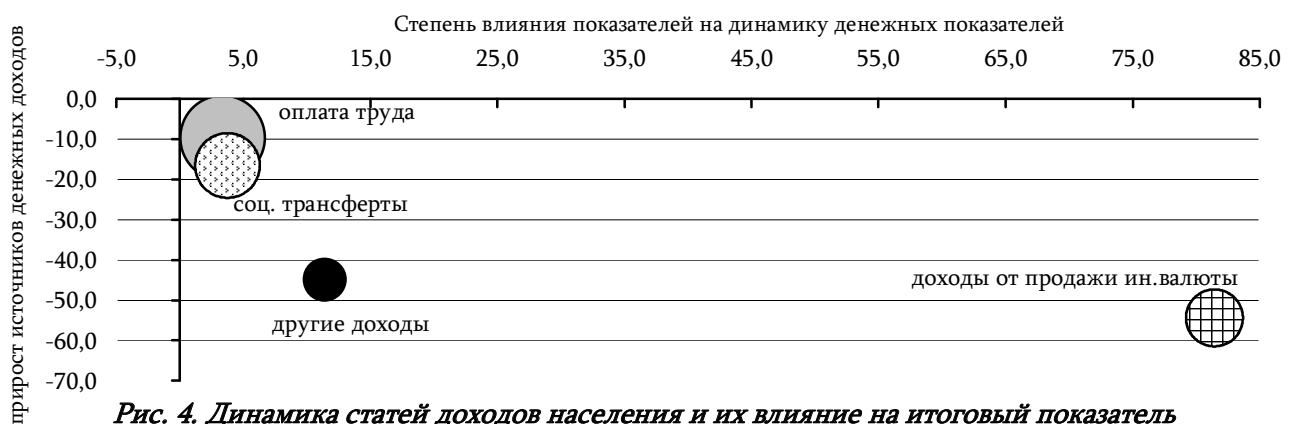 Степень влияния показателей на динамику денежных показателей
-5,0 5,0 15,0 25,0 35,0 45,0 55,0 65,0 75,0 85,0
прирост источников денежных доходов
0,0
-10,0
-20,0
-30,0
-40,0
-50,0
-60,0
-70,0
оплата труда
соц. трансферты
доходы от продажи ин.валюты
другие доходы
Рис. 4. Динамика статей доходов населения и их влияние на итоговый показатель